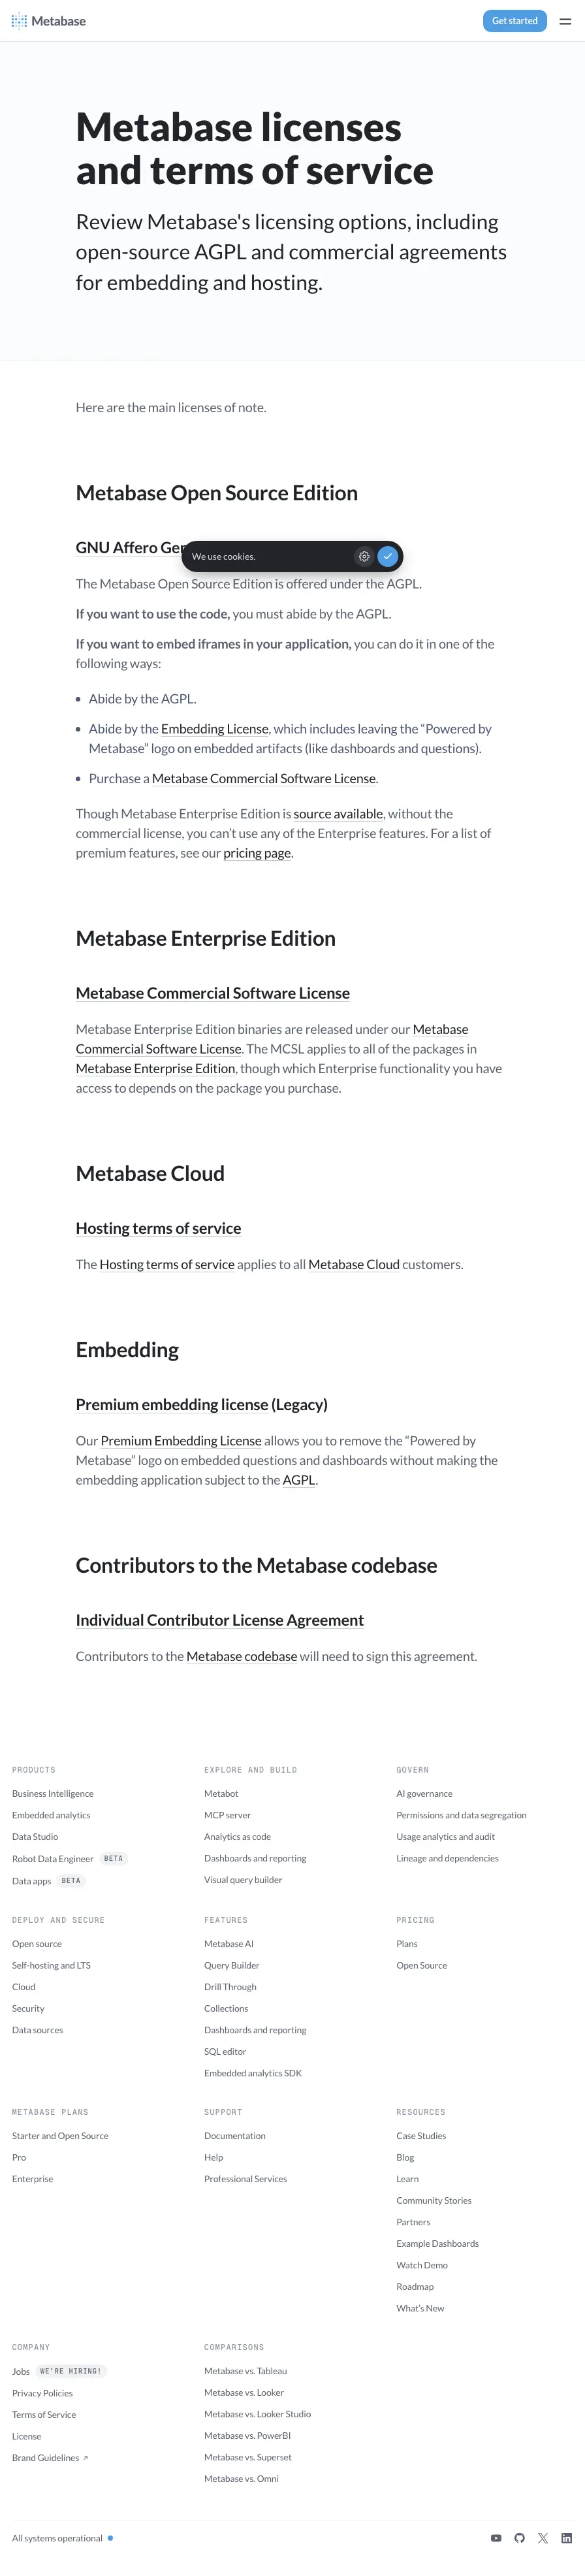 Metabase
Get started
Metabase licenses
and terms of service
Review Metabase's licensing options, including
open-source AGPL and commercial agreements
for embedding and hosting.
Here are the main licenses of note.
Metabase Open Source Edition
GNU Affero Ger
We use cookies.
The Metabase Open Source Edition is offered under the AGPL.
If you want to use the code, you must abide by the AGPL.
If you want to embed iframes in your application, you can do it in one of the
following ways:
• Abide by the AGPL.
• Abide by the Embedding License, which includes leaving the “Powered by
Metabase” logo on embedded artifacts (like dashboards and questions).
• Purchase a Metabase Commercial Software License.
Though Metabase Enterprise Edition is source available, without the
commercial license, you can’t use any of the Enterprise features. For a list of
premium features, see our pricing page.
Metabase Enterprise Edition
Metabase Commercial Software License
Metabase Enterprise Edition binaries are released under our Metabase
Commercial Software License. The MCSL applies to all of the packages in
Metabase Enterprise Edition, though which Enterprise functionality you have
access to depends on the package you purchase.
Metabase Cloud
Hosting terms of service
The Hosting terms of service applies to all Metabase Cloud customers.
Embedding
Premium embedding license (Legacy)
Our Premium Embedding License allows you to remove the “Powered by
Metabase” logo on embedded questions and dashboards without making the
embedding application subject to the AGPL.
Contributors to the Metabase codebase
Individual Contributor License Agreement
Contributors to the Metabase codebase will need to sign this agreement.
PRODUCTS
Business Intelligence
Embedded analytics
Data Studio
Robot Data Engineer BETA
Data apps BETA
EXPLORE AND BUILD
Metabot
MCP server
Analytics as code
Dashboards and reporting
Visual query builder
GOVERN
AI governance
Permissions and data segregation
Usage analytics and audit
Lineage and dependencies
DEPLOY AND SECURE
Open source
Self-hosting and LTS
Cloud
Security
Data sources
FEATURES
Metabase AI
Query Builder
Drill Through
Collections
Dashboards and reporting
SQL editor
Embedded analytics SDK
PRICING
Plans
Open Source
METABASE PLANS
Starter and Open Source
Pro
Enterprise
SUPPORT
Documentation
Help
Professional Services
RESOURCES
Case Studies
Blog
Learn
Community Stories
Partners
Example Dashboards
Watch Demo
Roadmap
What’s New
COMPANY
Jobs WE’RE HIRING!
Privacy Policies
Terms of Service
License
Brand Guidelines ↗
COMPARISONS
Metabase vs. Tableau
Metabase vs. Looker
Metabase vs. Looker Studio
Metabase vs. PowerBI
Metabase vs. Superset
Metabase vs. Omni
All systems operational